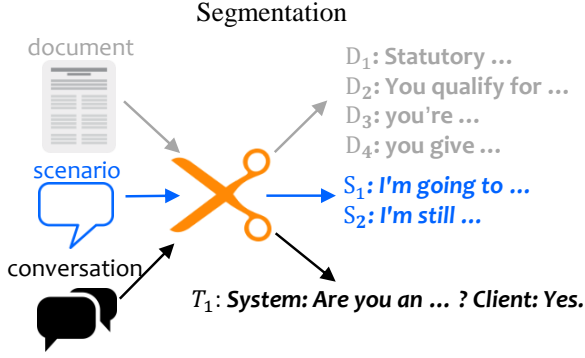 Segmentation
document
D₁: Statutory ...
D₂: You qualify for ...
D₃: you're ...
D₄: you give ...
scenario
S₁: I'm going to ...
S₂: I'm still ...
conversation
T₁: System: Are you an ... ? Client: Yes.